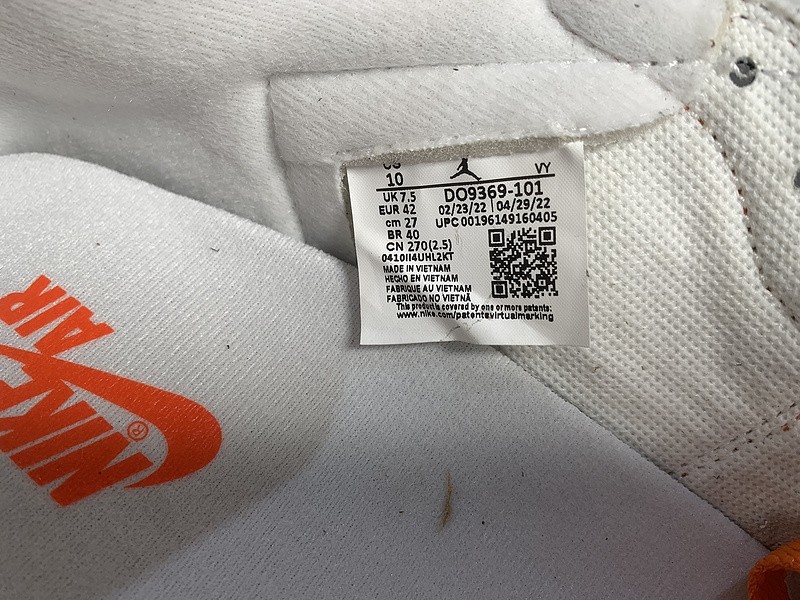 US VY
10
UK 7.5 DO9369-101
EUR 42 02/23/22 04/29/22
cm 27 UPC 00196149160405
BR 40
CN 270(2.5)
0410II4UHL2KT
MADE IN VIETNAM
HECHO EN VIETNAM
FABRIQUE AU VIETNAM
FABRICADO NO VIETNÃ
This product is covered by one or more patents:
www.nike.com/patentsvirtualmarking
NIKE®
AIR